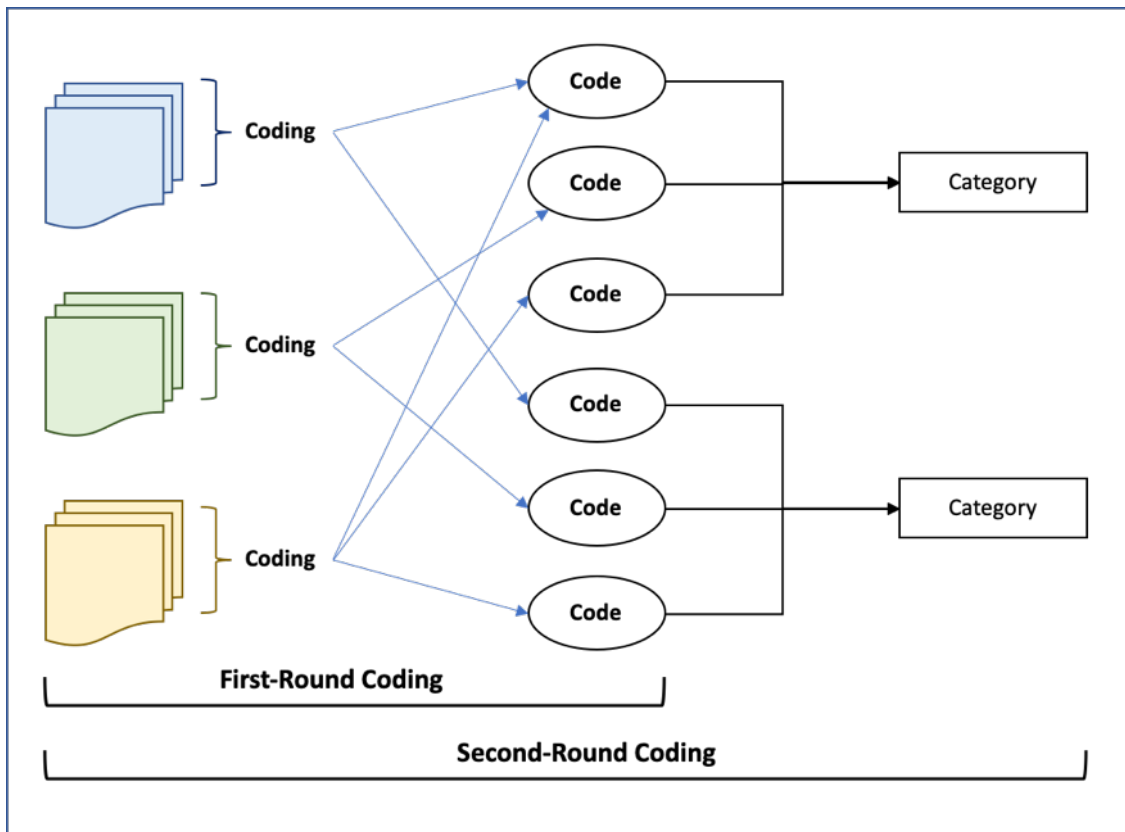 Code
Coding
Code
Category
Code
Coding
Code
Code
Category
Coding
Code
First-Round Coding
Second-Round Coding